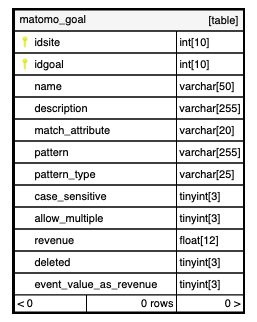 matomo_goal [table]
idsite int[10]
idgoal int[10]
name varchar[50]
description varchar[255]
match_attribute varchar[20]
pattern varchar[255]
pattern_type varchar[25]
case_sensitive tinyint[3]
allow_multiple tinyint[3]
revenue float[12]
deleted tinyint[3]
event_value_as_revenue tinyint[3]
< 0 0 rows 0 >